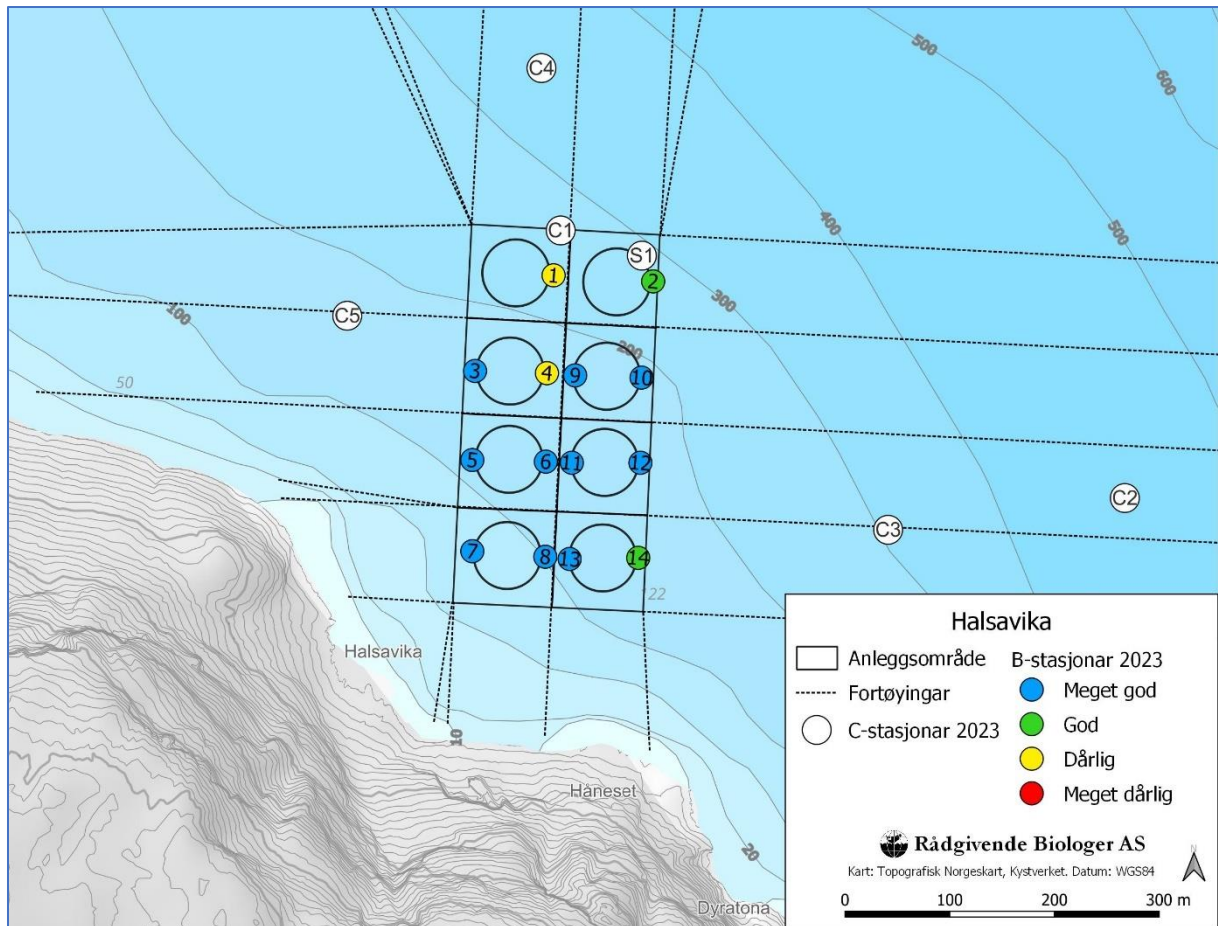 C4
500
600
400
500
C1
S1
1
2
300
C5
100
200
3
4
9
10
50
5
6
11
12
C2
C3
7
8
13
14
122
Halsavika
10
Håneset
20
Dyratona
Halsavika
Anleggsområde
Fortøyingar
C-stasjonar 2023
B-stasjonar 2023
Meget god
God
Dårlig
Meget dårlig
Rådgivende Biologer AS
Kart: Topografisk Norgeskart, Kystverket. Datum: WGS84
N
0 100 200 300 m